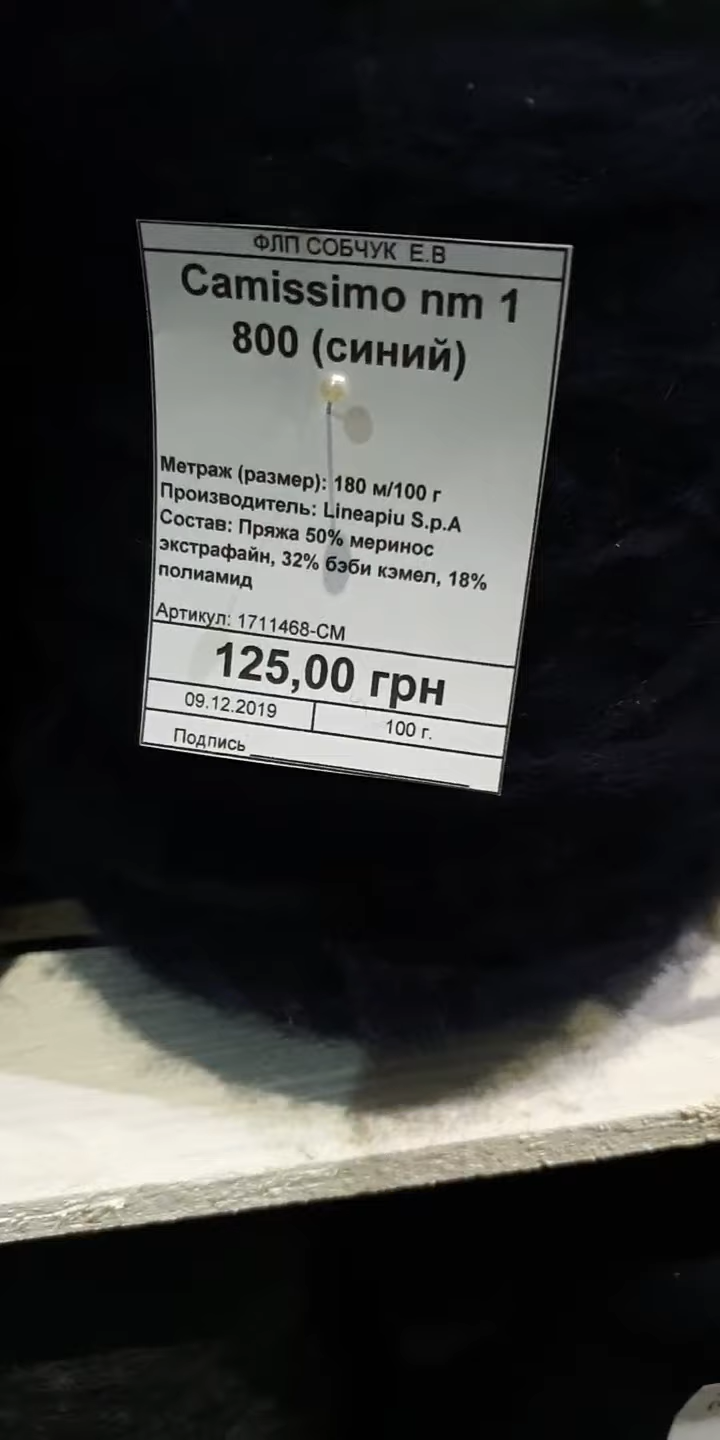 ФЛП СОБЧУК Е.В
Camissimo nm 1
800 (синий)
Метраж (размер): 180 м/100 г
Производитель: Lineapiu S.p.A
Состав: Пряжа 50% меринос
экстрафайн, 32% бэби кэмел, 18%
полиамид
Артикул: 1711468-СМ
125,00 грн
09.12.2019
100 г.
Подпись